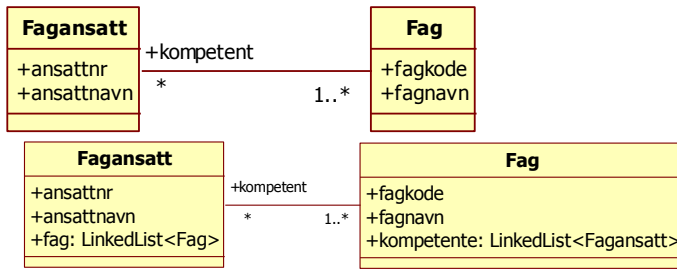 Fagansatt
+ansattnr
+ansattnavn
+kompetent
*
1..*
Fag
+fagkode
+fagnavn
Fagansatt
+ansattnr
+ansattnavn
+fag: LinkedList<Fag>
+kompetent
*
1..*
Fag
+fagkode
+fagnavn
+kompetente: LinkedList<Fagansatt>